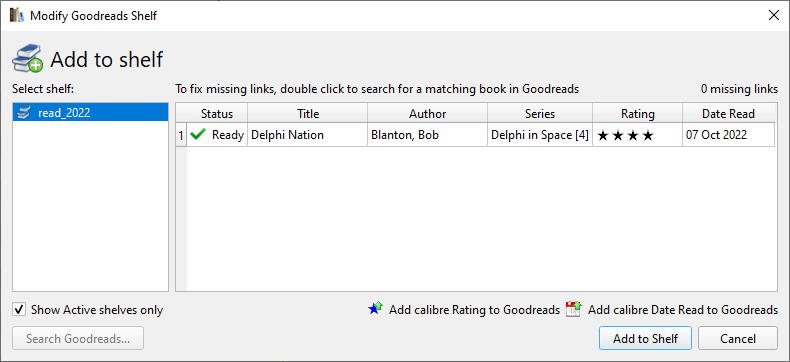 Modify Goodreads Shelf
Add to shelf
Select shelf:
To fix missing links, double click to search for a matching book in Goodreads
0 missing links
read_2022
Status Title Author Series Rating Date Read
1 Ready Delphi Nation Blanton, Bob Delphi in Space [4] ★★★★ 07 Oct 2022
Show Active shelves only
Add calibre Rating to Goodreads
Add calibre Date Read to Goodreads
Search Goodreads...
Add to Shelf
Cancel